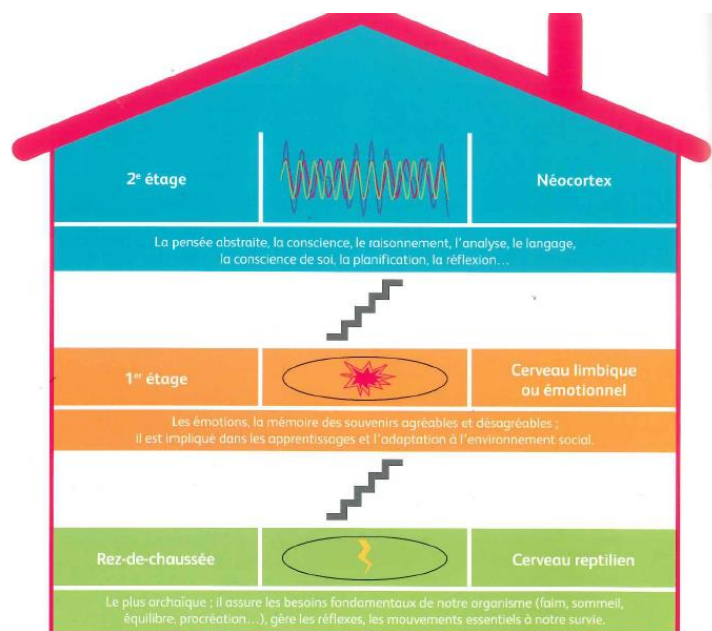 2e étage
Néocortex
La pensée abstraite, la conscience, le raisonnement, l'analyse, le langage,
la conscience de soi, la planification, la réflexion...
1er étage
Cerveau limbique
ou émotionnel
Les émotions, la mémoire des souvenirs agréables et désagréables ;
il est impliqué dans les apprentissages et l'adaptation à l'environnement social.
Rez-de-chaussée
Cerveau reptilien
Le plus archaïque ; il assure les besoins fondamentaux de notre organisme (faim, sommeil,
équilibre, procréation...), gère les réflexes, les mouvements essentiels à notre survie.